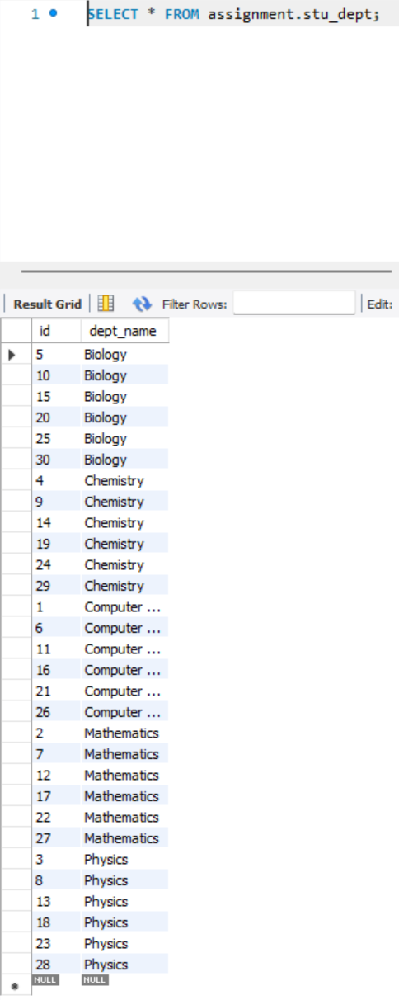 1 SELECT * FROM assignment.stu_dept;
Result Grid Filter Rows: Edit:
id dept_name
5 Biology
10 Biology
15 Biology
20 Biology
25 Biology
30 Biology
4 Chemistry
9 Chemistry
14 Chemistry
19 Chemistry
24 Chemistry
29 Chemistry
1 Computer ...
6 Computer ...
11 Computer ...
16 Computer ...
21 Computer ...
26 Computer ...
2 Mathematics
7 Mathematics
12 Mathematics
17 Mathematics
22 Mathematics
27 Mathematics
3 Physics
8 Physics
13 Physics
18 Physics
23 Physics
28 Physics
NULL NULL